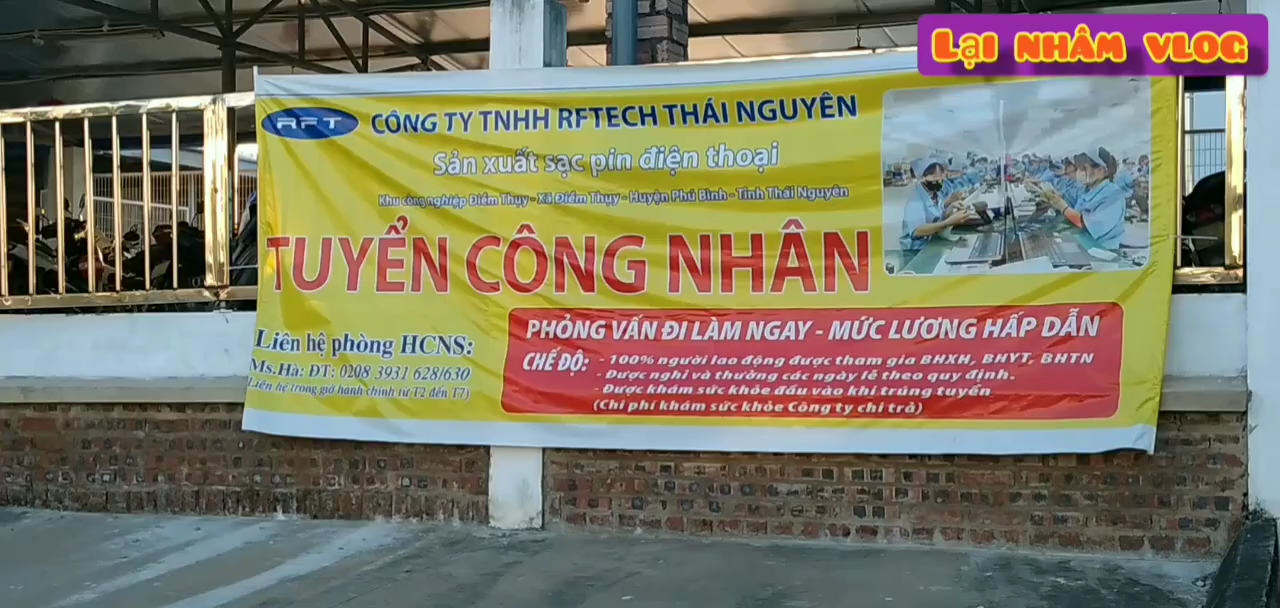 Lại nhâm vlog
RFT
CÔNG TY TNHH RFTECH THÁI NGUYÊN
Sản xuất sạc pin điện thoại
Khu công nghiệp Điềm Thụy - Xã Điềm Thụy - Huyện Phú Bình - Tỉnh Thái Nguyên
TUYỂN CÔNG NHÂN
Liên hệ phòng HCNS:
Ms.Hà: ĐT: 0208 3931 628/630
(Liên hệ trong giờ hành chính từ T2 đến T7)
PHỎNG VẤN ĐI LÀM NGAY - MỨC LƯƠNG HẤP DẪN
CHẾ ĐỘ: - 100% người lao động được tham gia BHXH, BHYT, BHTN
- Được nghỉ và thưởng các ngày lễ theo quy định.
- Được khám sức khỏe đầu vào khi trúng tuyển
(Chi phí khám sức khỏe Công ty chi trả)